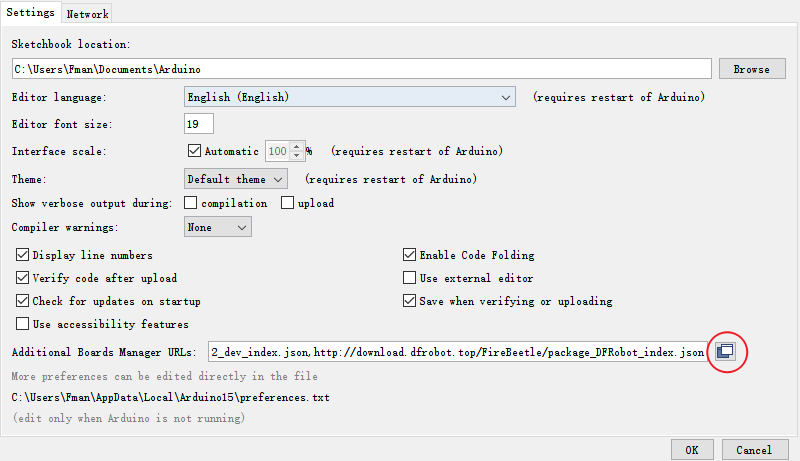 Settings Network
Sketchbook location:
C:\Users\Fman\Documents\Arduino Browse
Editor language: English (English) (requires restart of Arduino)
Editor font size: 19
Interface scale: Automatic 100 % (requires restart of Arduino)
Theme: Default theme (requires restart of Arduino)
Show verbose output during: compilation upload
Compiler warnings: None
Display line numbers Enable Code Folding
Verify code after upload Use external editor
Check for updates on startup Save when verifying or uploading
Use accessibility features
Additional Boards Manager URLs: 2_dev_index.json,http://download.dfrobot.top/FireBeetle/package_DFRobot_index.json
More preferences can be edited directly in the file
C:\Users\Fman\AppData\Local\Arduino15\preferences.txt
(edit only when Arduino is not running)
OK Cancel